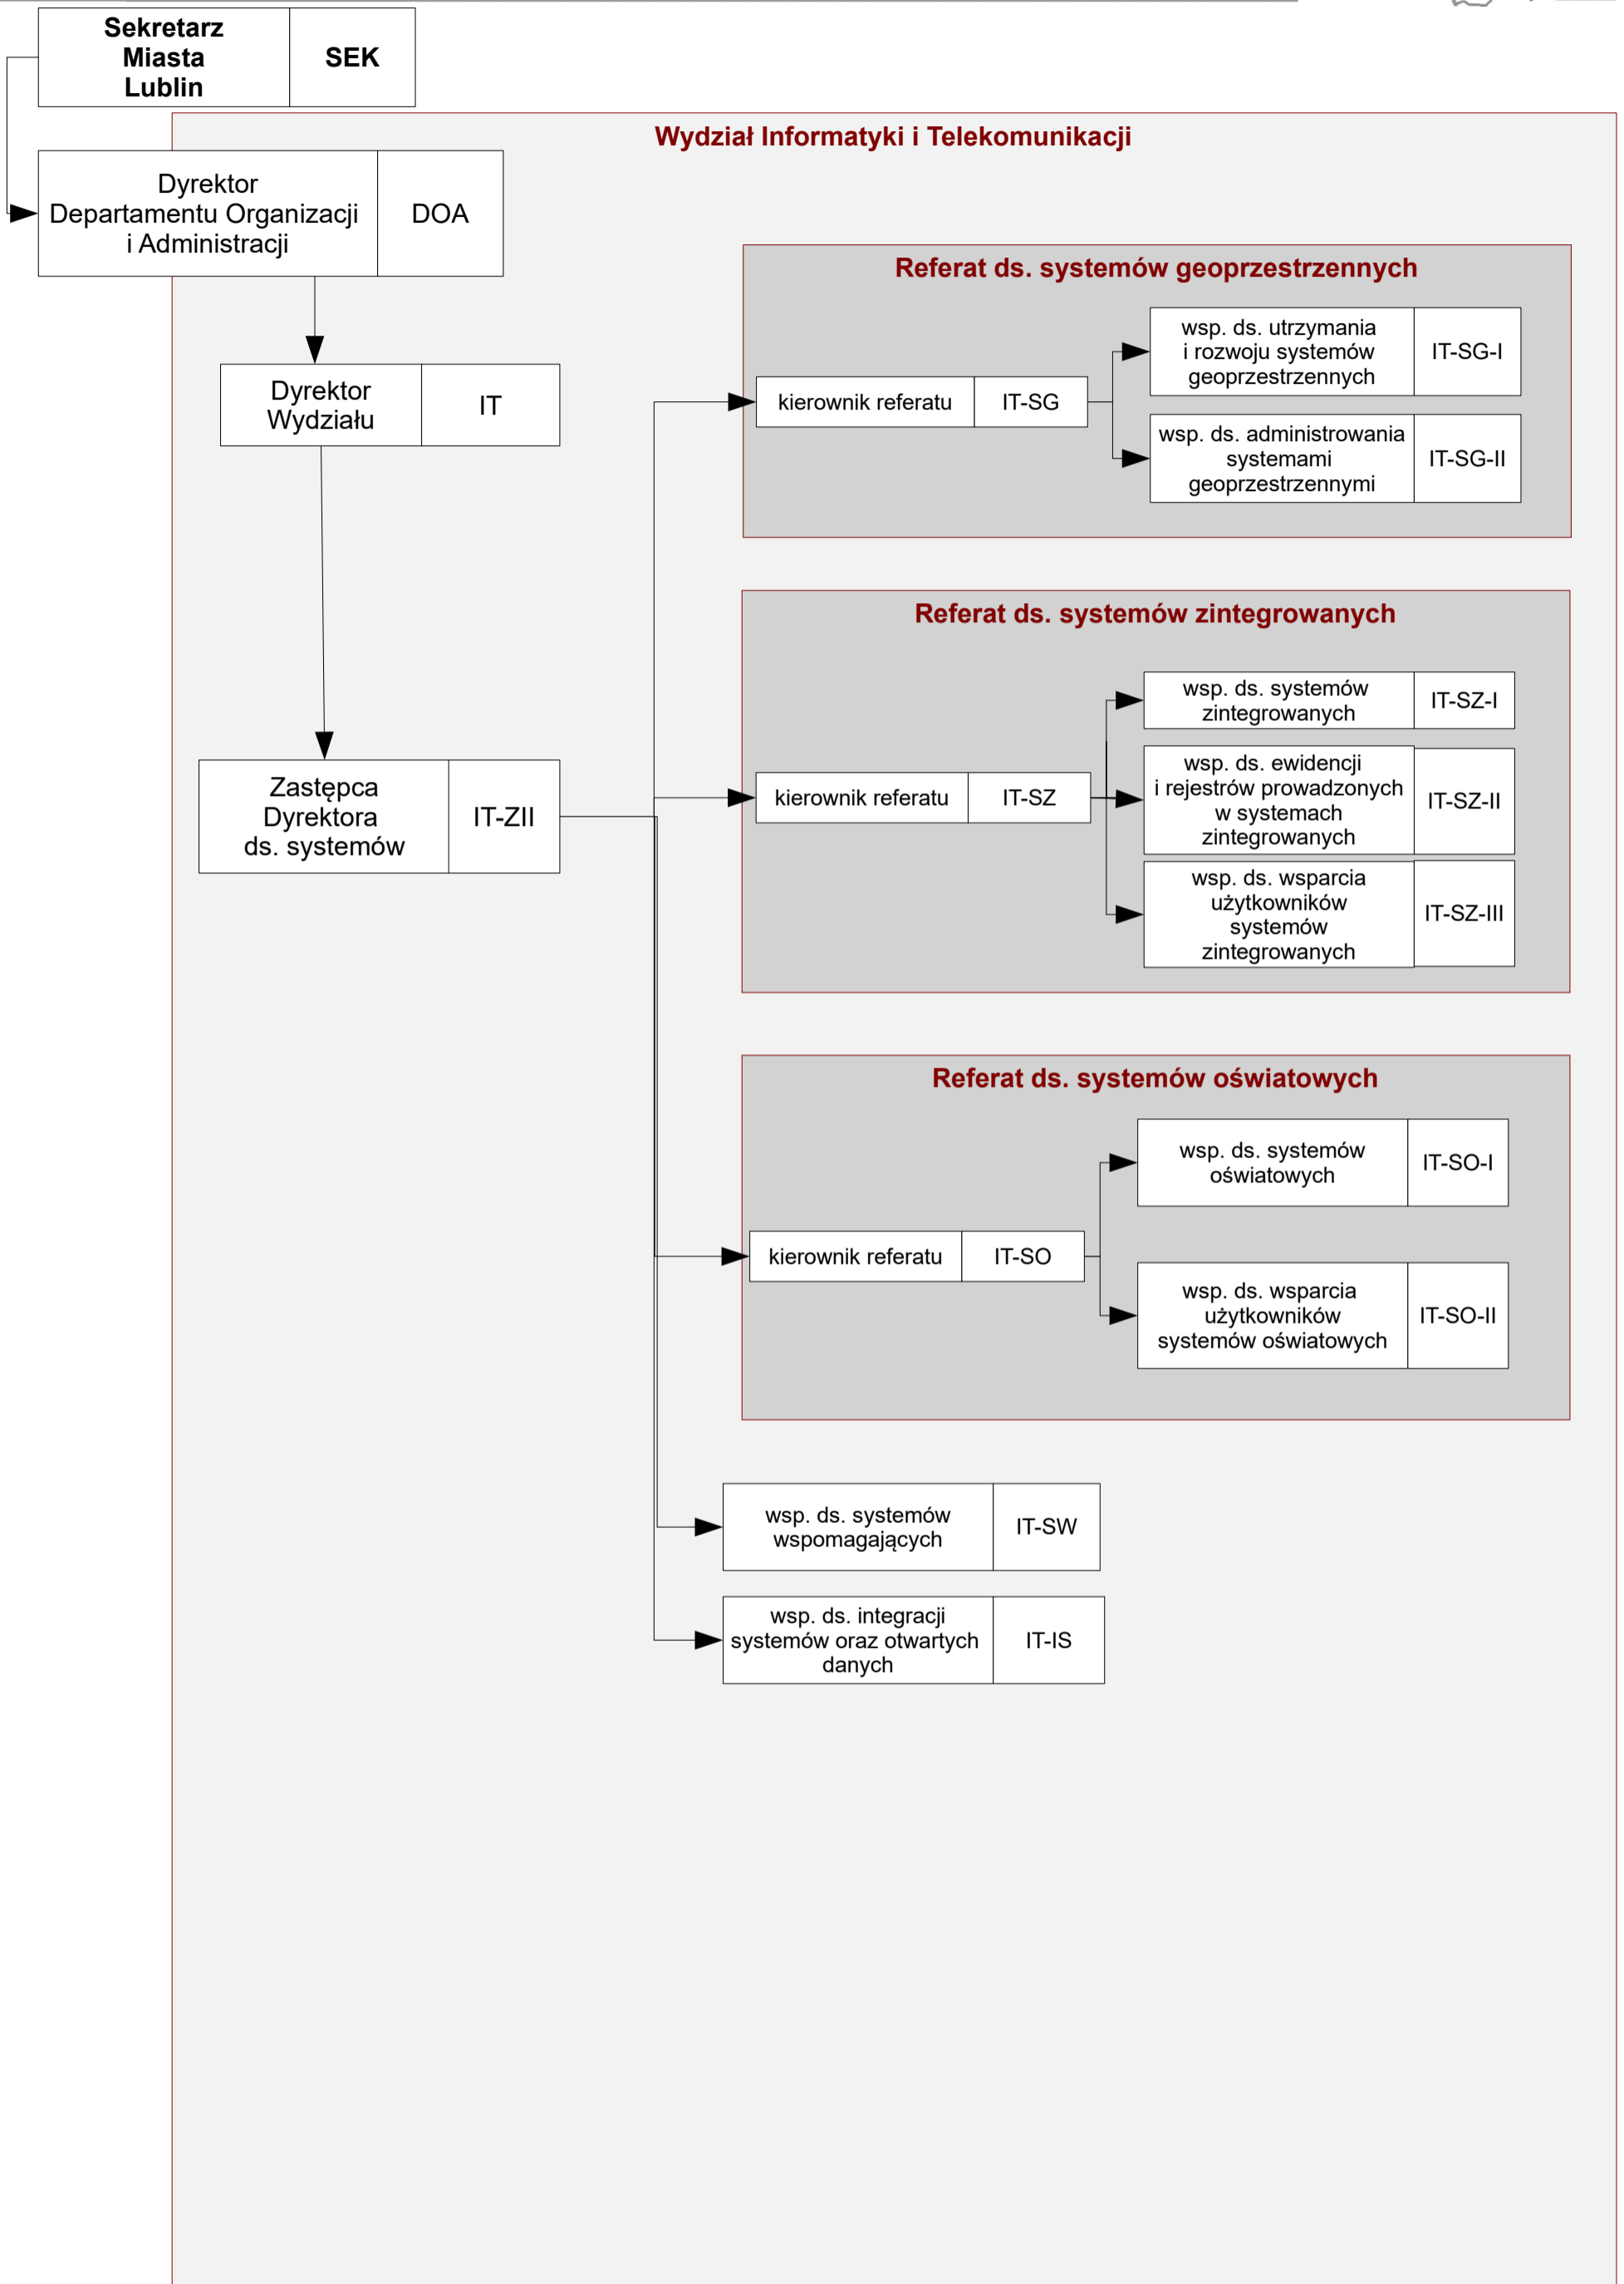 Sekretarz
Miasta
Lublin
SEK
Wydział Informatyki i Telekomunikacji
Dyrektor
Departamentu Organizacji
i Administracji
DOA
Dyrektor
Wydziału
IT
Zastępca
Dyrektora
ds. systemów
IT-ZII
Referat ds. systemów geoprzestrzennych
kierownik referatu
IT-SG
wsp. ds. utrzymania
i rozwoju systemów
geoprzestrzennych
IT-SG-I
wsp. ds. administrowania
systemami
geoprzestrzennymi
IT-SG-II
Referat ds. systemów zintegrowanych
kierownik referatu
IT-SZ
wsp. ds. systemów
zintegrowanych
IT-SZ-I
wsp. ds. ewidencji
i rejestrów prowadzonych
w systemach
zintegrowanych
IT-SZ-II
wsp. ds. wsparcia
użytkowników
systemów
zintegrowanych
IT-SZ-III
Referat ds. systemów oświatowych
kierownik referatu
IT-SO
wsp. ds. systemów
oświatowych
IT-SO-I
wsp. ds. wsparcia
użytkowników
systemów oświatowych
IT-SO-II
wsp. ds. systemów
wspomagających
IT-SW
wsp. ds. integracji
systemów oraz otwartych
danych
IT-IS